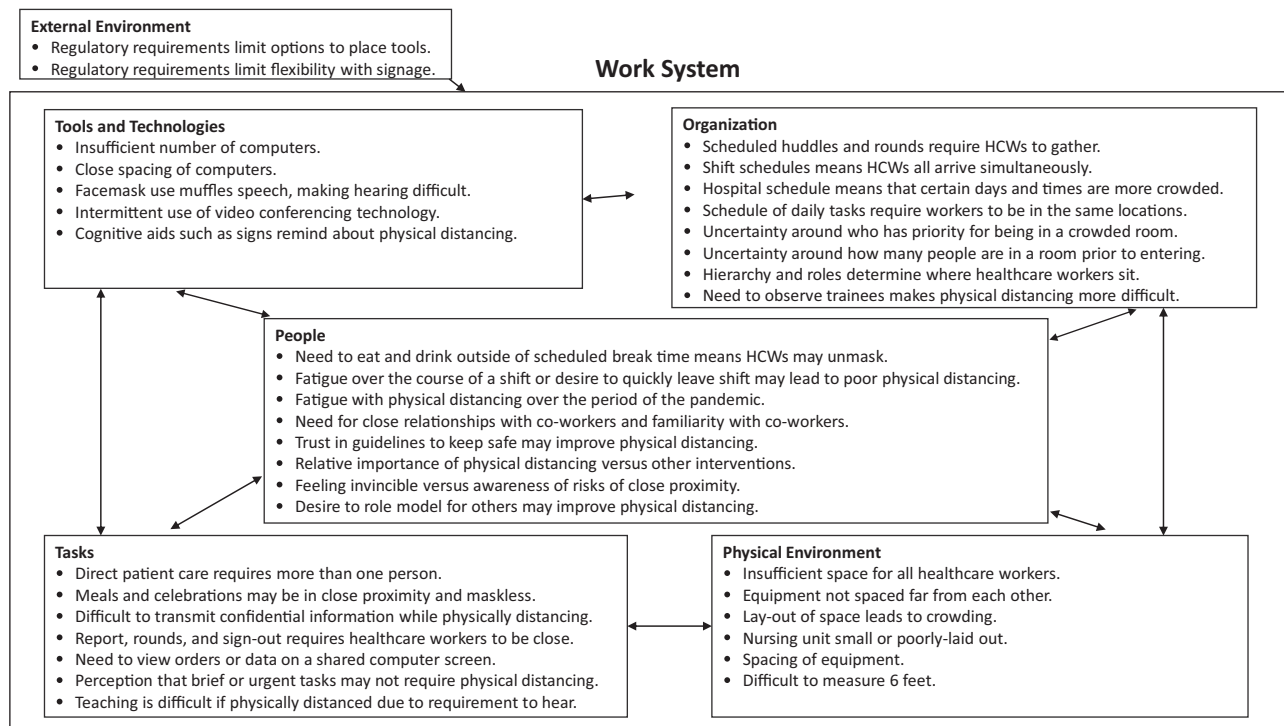 External Environment
• Regulatory requirements limit options to place tools.
• Regulatory requirements limit flexibility with signage.
Work System
Tools and Technologies
• Insufficient number of computers.
• Close spacing of computers.
• Facemask use muffles speech, making hearing difficult.
• Intermittent use of video conferencing technology.
• Cognitive aids such as signs remind about physical distancing.
Organization
• Scheduled huddles and rounds require HCWs to gather.
• Shift schedules means HCWs all arrive simultaneously.
• Hospital schedule means that certain days and times are more crowded.
• Schedule of daily tasks require workers to be in the same locations.
• Uncertainty around who has priority for being in a crowded room.
• Uncertainty around how many people are in a room prior to entering.
• Hierarchy and roles determine where healthcare workers sit.
• Need to observe trainees makes physical distancing more difficult.
People
• Need to eat and drink outside of scheduled break time means HCWs may unmask.
• Fatigue over the course of a shift or desire to quickly leave shift may lead to poor physical distancing.
• Fatigue with physical distancing over the period of the pandemic.
• Need for close relationships with co-workers and familiarity with co-workers.
• Trust in guidelines to keep safe may improve physical distancing.
• Relative importance of physical distancing versus other interventions.
• Feeling invincible versus awareness of risks of close proximity.
• Desire to role model for others may improve physical distancing.
Tasks
• Direct patient care requires more than one person.
• Meals and celebrations may be in close proximity and maskless.
• Difficult to transmit confidential information while physically distancing.
• Report, rounds, and sign-out requires healthcare workers to be close.
• Need to view orders or data on a shared computer screen.
• Perception that brief or urgent tasks may not require physical distancing.
• Teaching is difficult if physically distanced due to requirement to hear.
Physical Environment
• Insufficient space for all healthcare workers.
• Equipment not spaced far from each other.
• Lay-out of space leads to crowding.
• Nursing unit small or poorly-laid out.
• Spacing of equipment.
• Difficult to measure 6 feet.